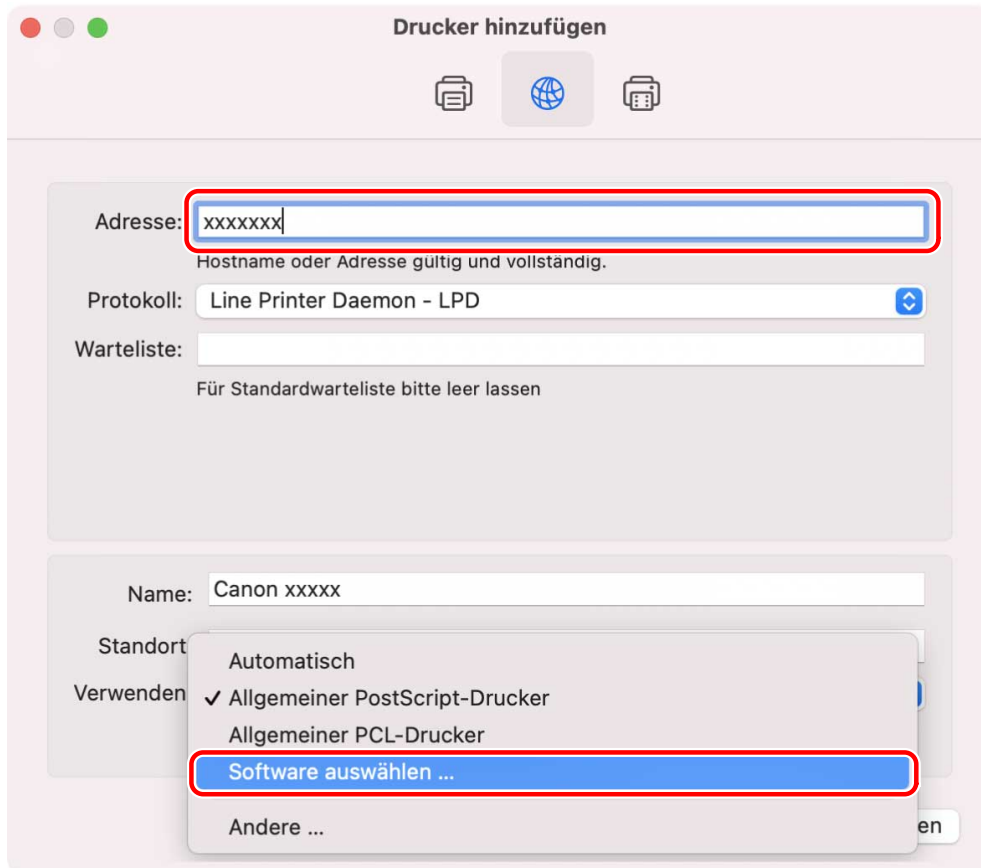 Drucker hinzufügen
Adresse: xxxxxxx
Hostname oder Adresse gültig und vollständig.
Protokoll: Line Printer Daemon - LPD
Warteliste:
Für Standardwarteliste bitte leer lassen
Name: Canon xxxxx
Standort
Automatisch
Verwenden ✓ Allgemeiner PostScript-Drucker
Allgemeiner PCL-Drucker
Software auswählen ...
Andere ...
en